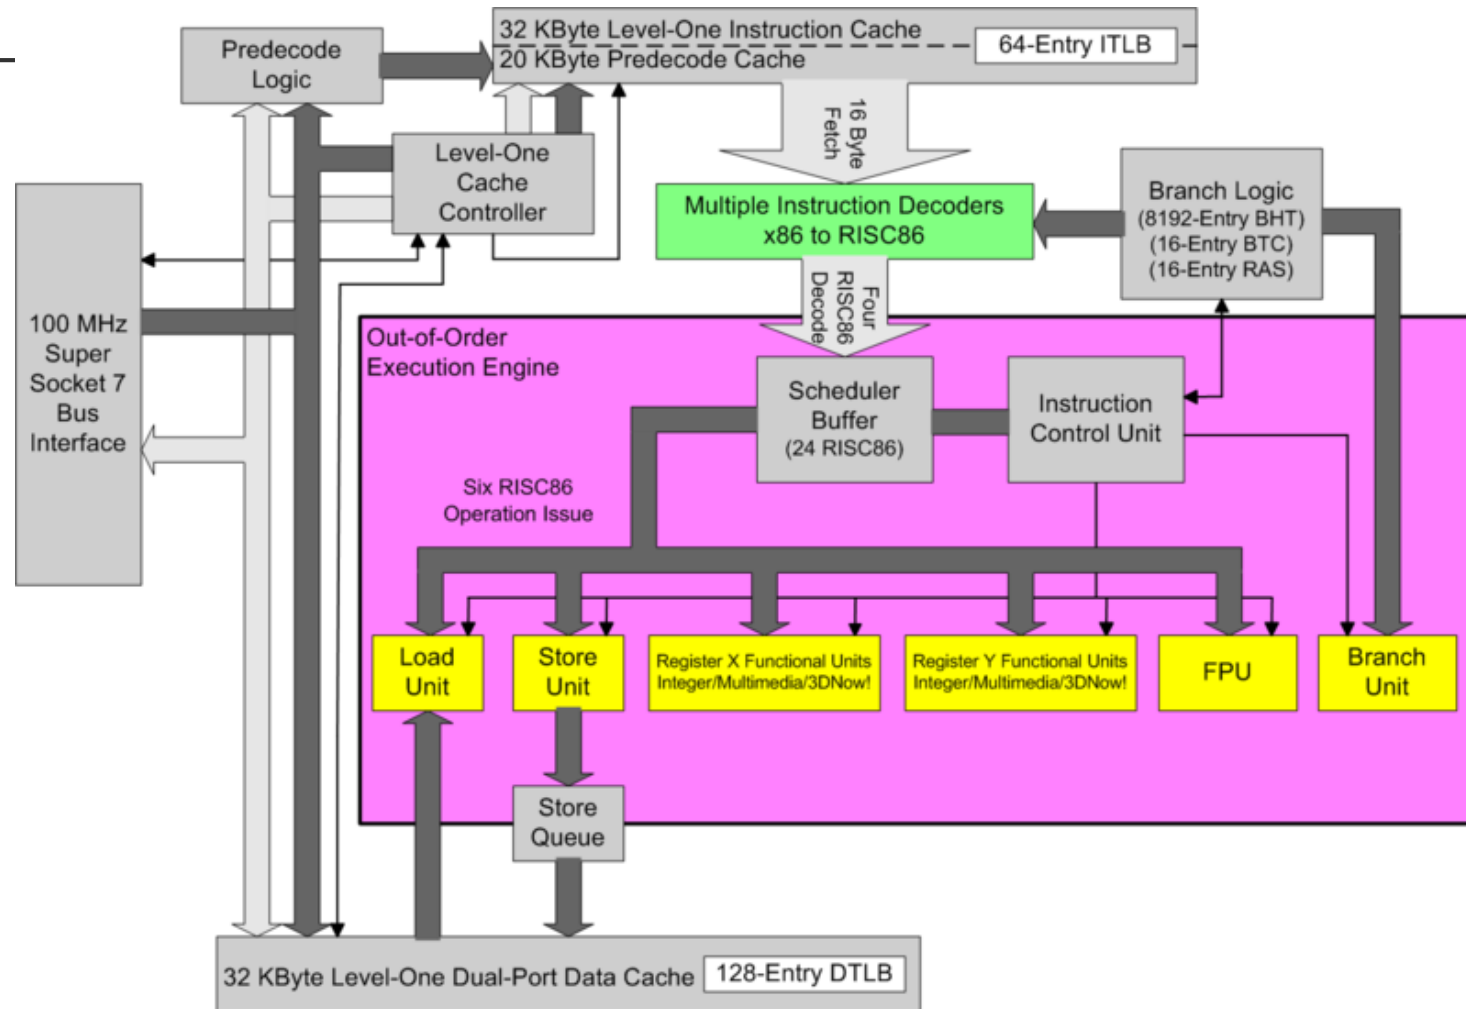 32 KByte Level-One Instruction Cache
64-Entry ITLB
20 KByte Predecode Cache
Predecode
Logic
16 Byte
Fetch
Level-One
Cache
Controller
Multiple Instruction Decoders
x86 to RISC86
Branch Logic
(8192-Entry BHT)
(16-Entry BTC)
(16-Entry RAS)
Four
RISC86
Decode
100 MHz
Super
Socket 7
Bus
Interface
Out-of-Order
Execution Engine
Scheduler
Buffer
(24 RISC86)
Instruction
Control Unit
Six RISC86
Operation Issue
Load
Unit
Store
Unit
Register X Functional Units
Integer/Multimedia/3DNow!
Register Y Functional Units
Integer/Multimedia/3DNow!
FPU
Branch
Unit
Store
Queue
32 KByte Level-One Dual-Port Data Cache
128-Entry DTLB